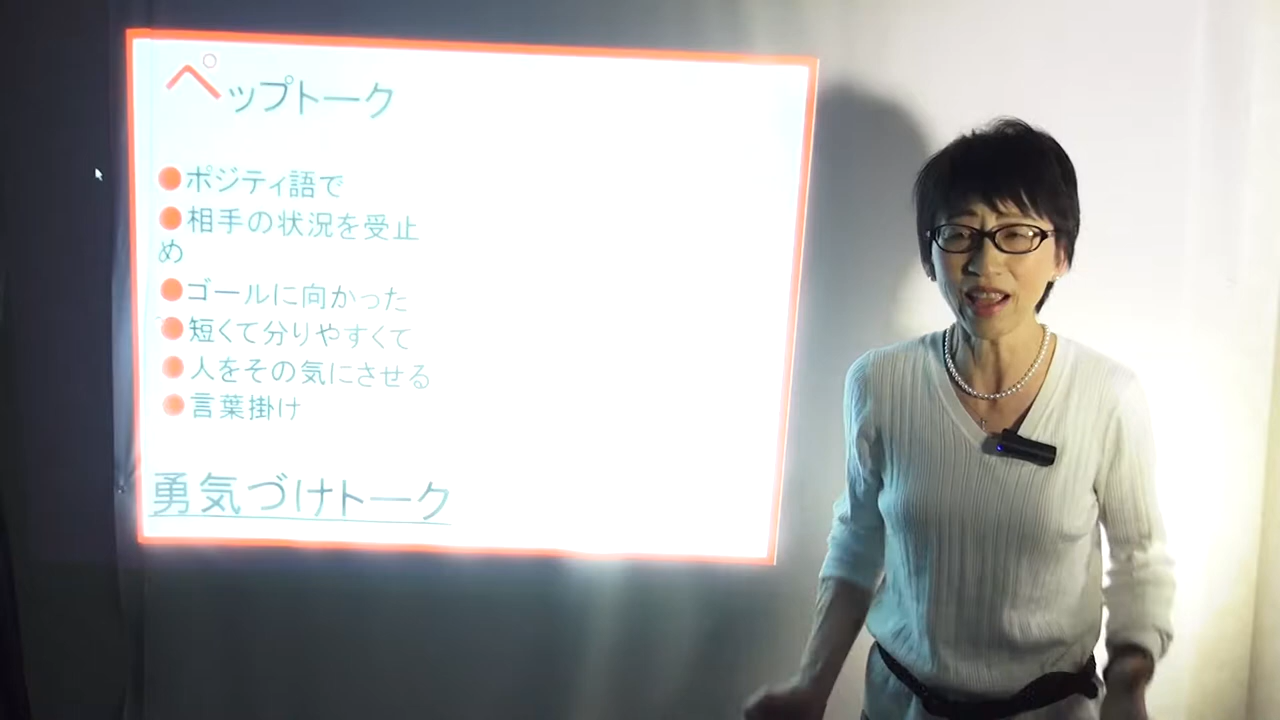 ペップトーク
●ポジティ語で
●相手の状況を受止
め
●ゴールに向かった
●短くて分りやすくて
●人をその気にさせる
●言葉掛け
勇気づけトーク